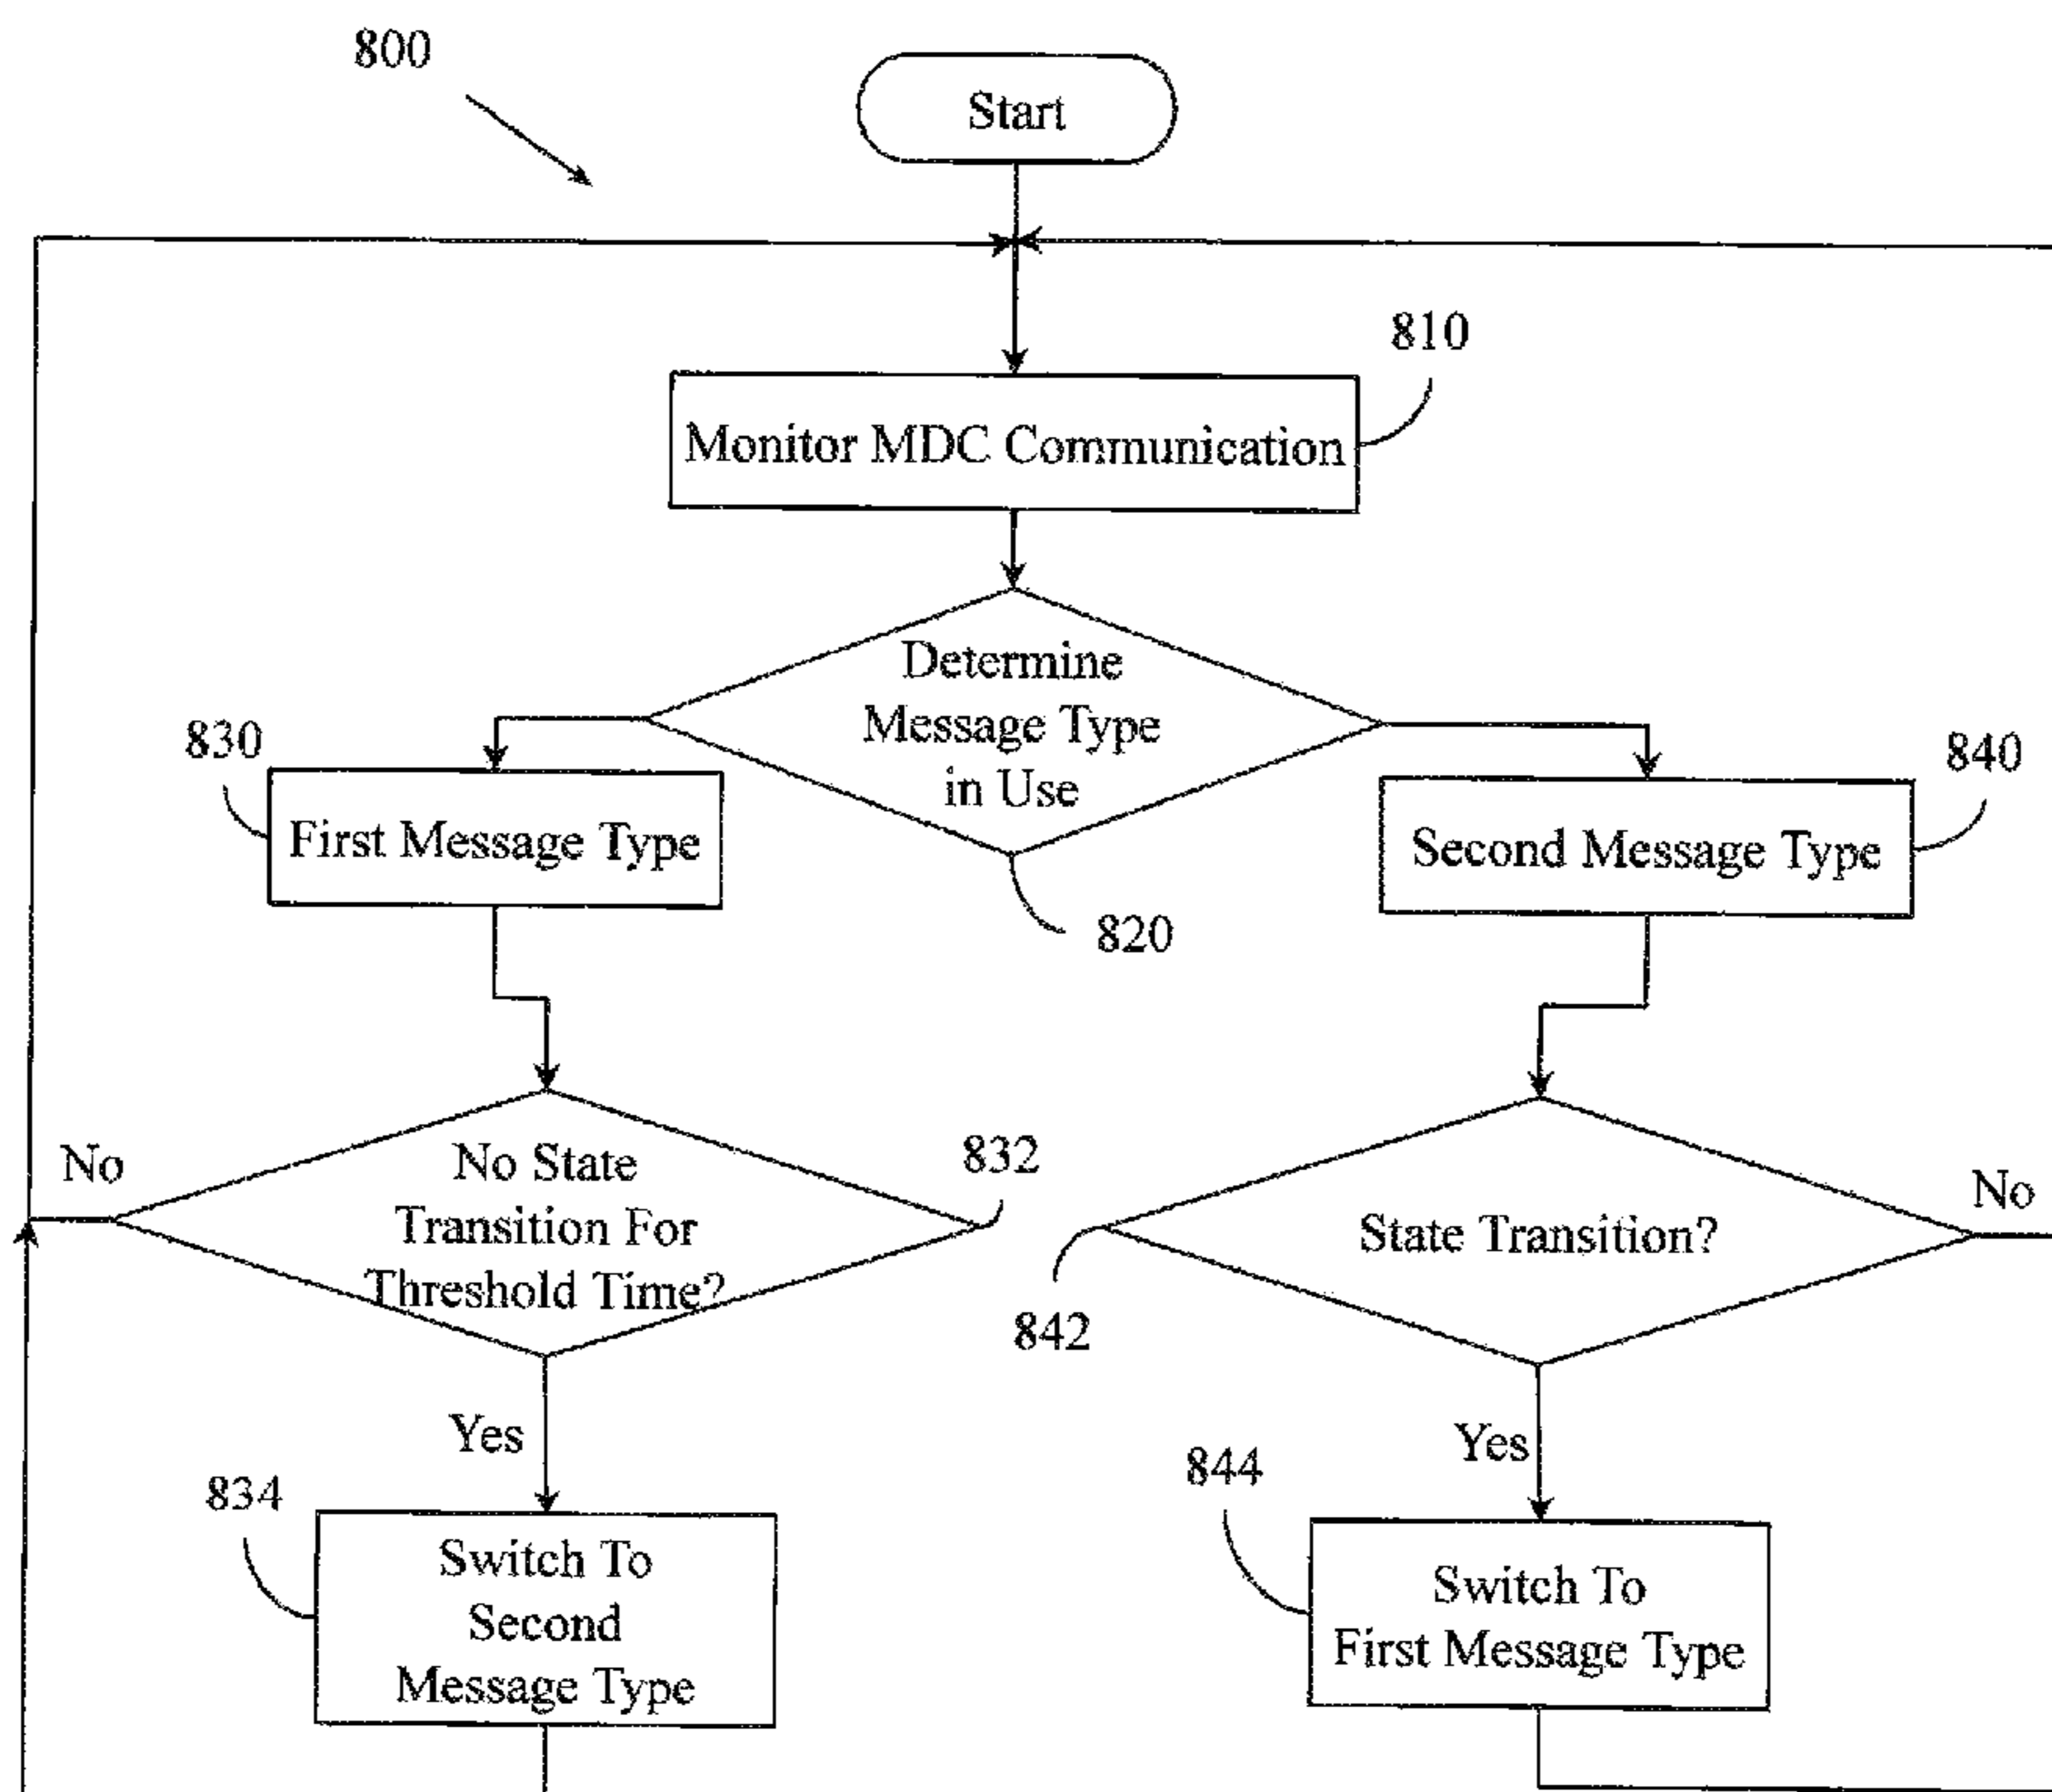 800
Start
810
Monitor MDC Communication
Determine
Message Type
in Use
830
First Message Type
840
Second Message Type
820
No
No State
Transition For
Threshold Time?
832
842
State Transition?
No
Yes
Yes
834
Switch To
Second
Message Type
844
Switch To
First Message Type